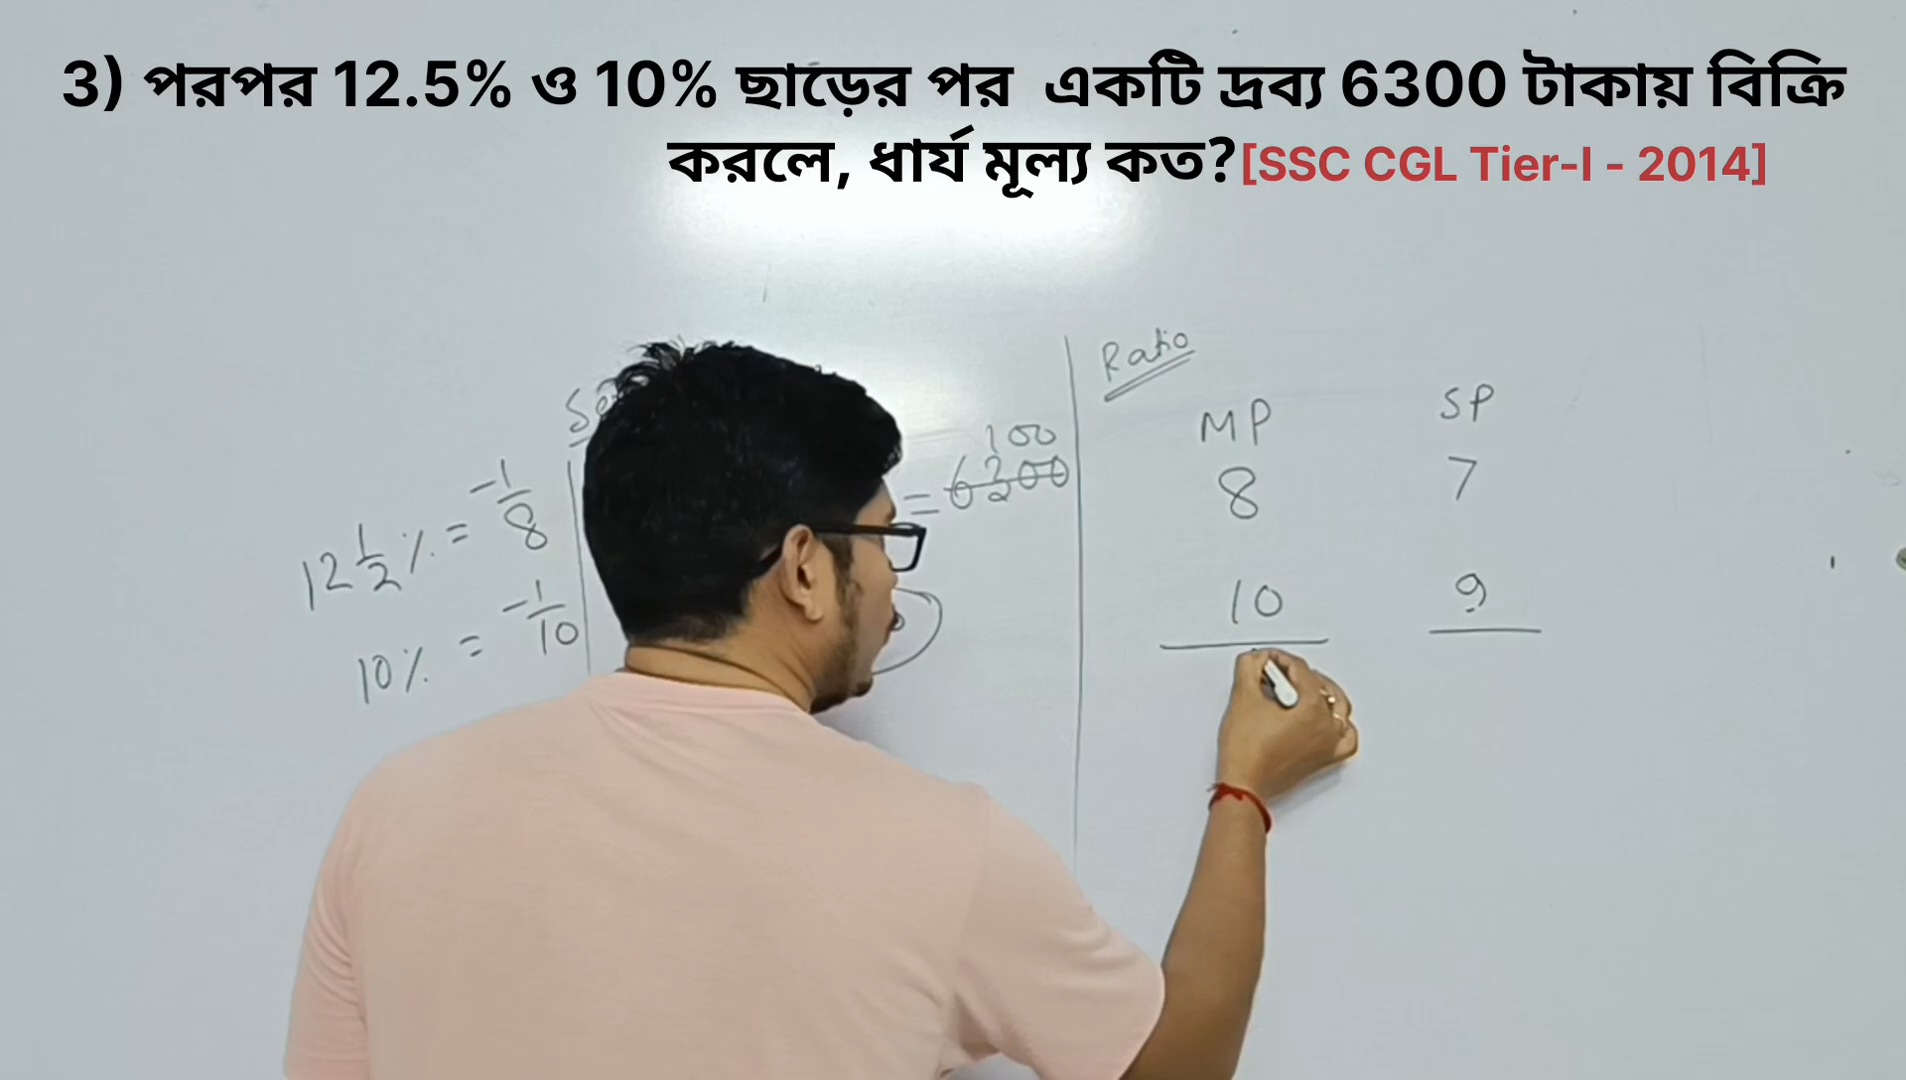 3) পরপর 12.5% ও 10% ছাড়ের পর একটি দ্রব্য 6300 টাকায় বিক্রি
করলে, ধার্য মূল্য কত?[SSC CGL Tier-I - 2014]
12 1/2 % = -1/8
10% = -1/10
100
= 6300
Ratio
MP SP
8 7
10 9